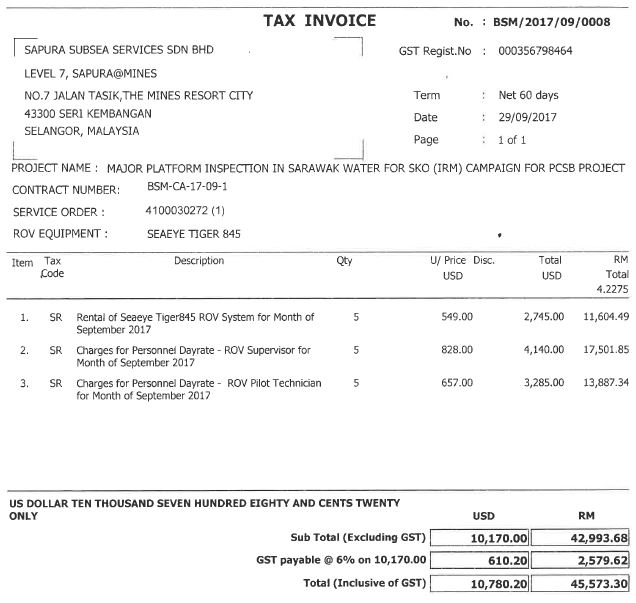 TAX INVOICE
No. : BSM/2017/09/0008
SAPURA SUBSEA SERVICES SDN BHD
GST Regist.No : 000356798464
LEVEL 7, SAPURA@MINES
NO.7 JALAN TASIK,THE MINES RESORT CITY
Term : Net 60 days
43300 SERI KEMBANGAN
Date : 29/09/2017
SELANGOR, MALAYSIA
Page : 1 of 1
PROJECT NAME : MAJOR PLATFORM INSPECTION IN SARAWAK WATER FOR SKO (IRM) CAMPAIGN FOR PCSB PROJECT
CONTRACT NUMBER: BSM-CA-17-09-1
SERVICE ORDER : 4100030272 (1)
ROV EQUIPMENT : SEAEYE TIGER 845
Item Tax Description Qty U/ Price Disc. Total RM
Code USD USD Total
4.2275
1. SR Rental of Seaeye Tiger845 ROV System for Month of 5 549.00 2,745.00 11,604.49
September 2017
2. SR Charges for Personnel Dayrate - ROV Supervisor for 5 828.00 4,140.00 17,501.85
Month of September 2017
3. SR Charges for Personnel Dayrate - ROV Pilot Technician 5 657.00 3,285.00 13,887.34
for Month of September 2017
US DOLLAR TEN THOUSAND SEVEN HUNDRED EIGHTY AND CENTS TWENTY
ONLY
USD RM
Sub Total (Excluding GST) 10,170.00 42,993.68
GST payable @ 6% on 10,170.00 610.20 2,579.62
Total (Inclusive of GST) 10,780.20 45,573.30